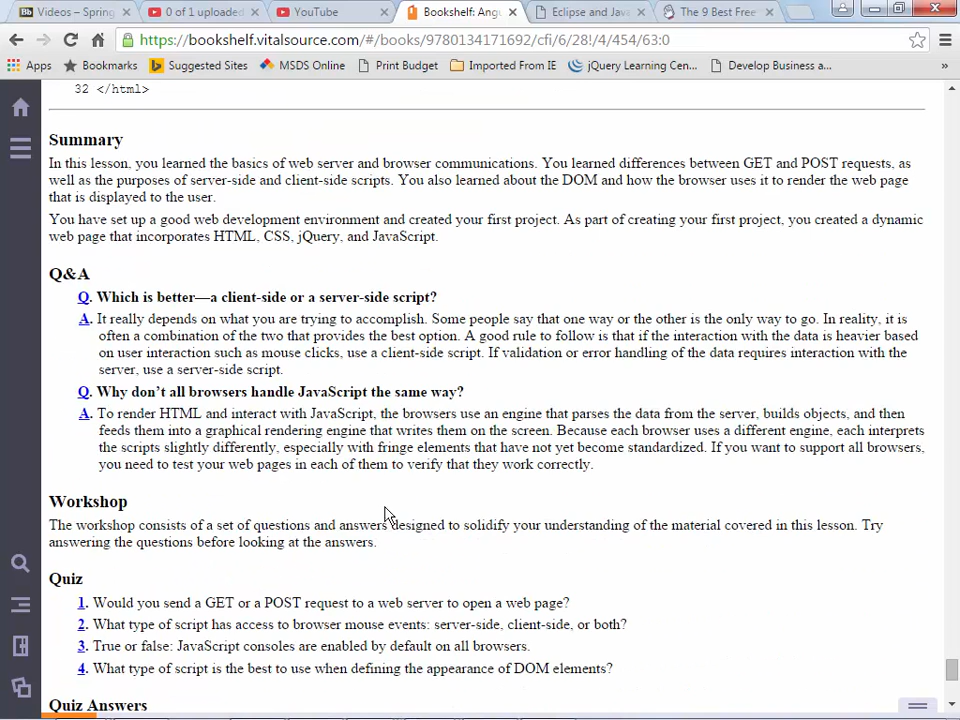 Videos – Spring
0 of 1 uploaded
YouTube
Bookshelf: Angu
Eclipse and Java
The 9 Best Free
https://bookshelf.vitalsource.com/#/books/9780134171692/cfi/6/28!/4/454/63:0
Apps Bookmarks Suggested Sites MSDS Online Print Budget Imported From IE jQuery Learning Cen... Develop Business a... »
32 </html>
Summary
In this lesson, you learned the basics of web server and browser communications. You learned differences between GET and POST requests, as
well as the purposes of server-side and client-side scripts. You also learned about the DOM and how the browser uses it to render the web page
that is displayed to the user.
You have set up a good web development environment and created your first project. As part of creating your first project, you created a dynamic
web page that incorporates HTML, CSS, jQuery, and JavaScript.
Q&A
Q. Which is better—a client-side or a server-side script?
A. It really depends on what you are trying to accomplish. Some people say that one way or the other is the only way to go. In reality, it is
often a combination of the two that provides the best option. A good rule to follow is that if the interaction with the data is heavier based
on user interaction such as mouse clicks, use a client-side script. If validation or error handling of the data requires interaction with the
server, use a server-side script.
Q. Why don't all browsers handle JavaScript the same way?
A. To render HTML and interact with JavaScript, the browsers use an engine that parses the data from the server, builds objects, and then
feeds them into a graphical rendering engine that writes them on the screen. Because each browser uses a different engine, each interprets
the scripts slightly differently, especially with fringe elements that have not yet become standardized. If you want to support all browsers,
you need to test your web pages in each of them to verify that they work correctly.
Workshop
The workshop consists of a set of questions and answers designed to solidify your understanding of the material covered in this lesson. Try
answering the questions before looking at the answers.
Quiz
1. Would you send a GET or a POST request to a web server to open a web page?
2. What type of script has access to browser mouse events: server-side, client-side, or both?
3. True or false: JavaScript consoles are enabled by default on all browsers.
4. What type of script is the best to use when defining the appearance of DOM elements?
Quiz Answers